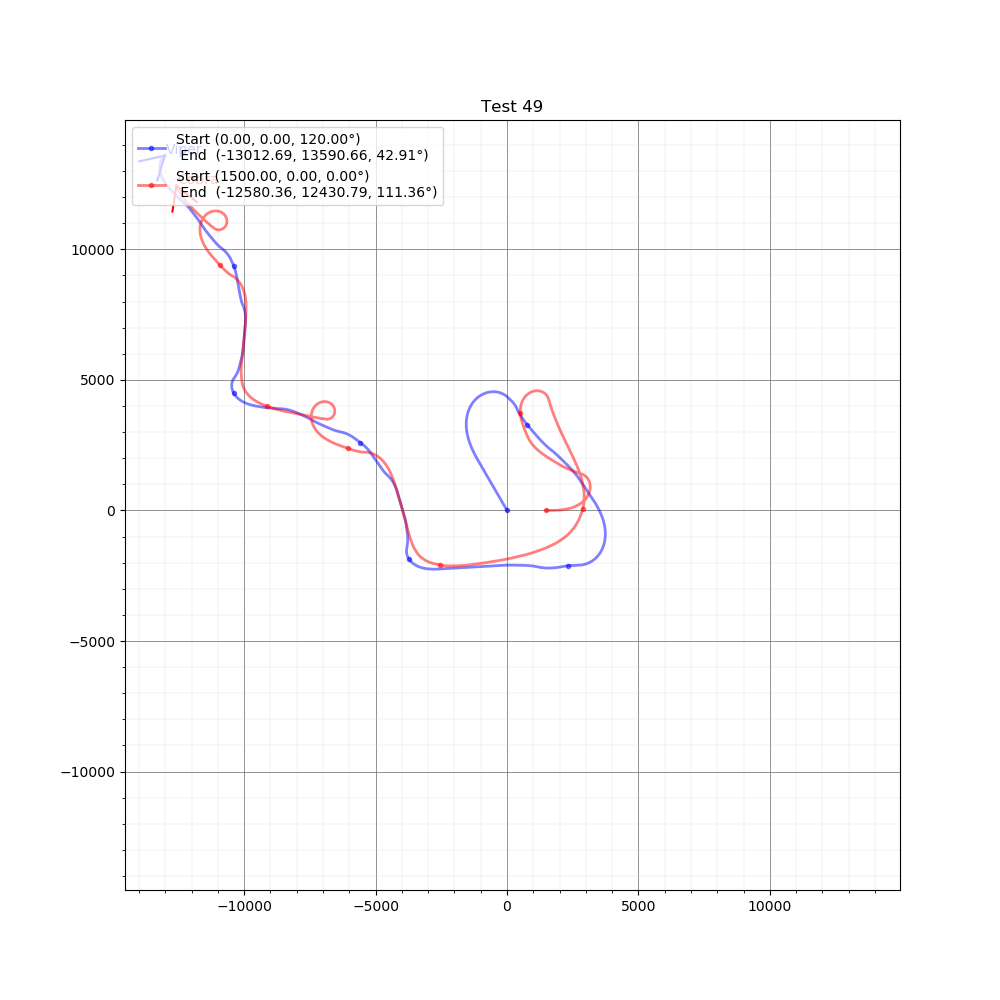 Test 49
Start (0.00, 0.00, 120.00°)
End (-13012.69, 13590.66, 42.91°)
Start (1500.00, 0.00, 0.00°)
End (-12580.36, 12430.79, 111.36°)
Viper
10000
5000
0
−5000
−10000
−10000
−5000
0
5000
10000